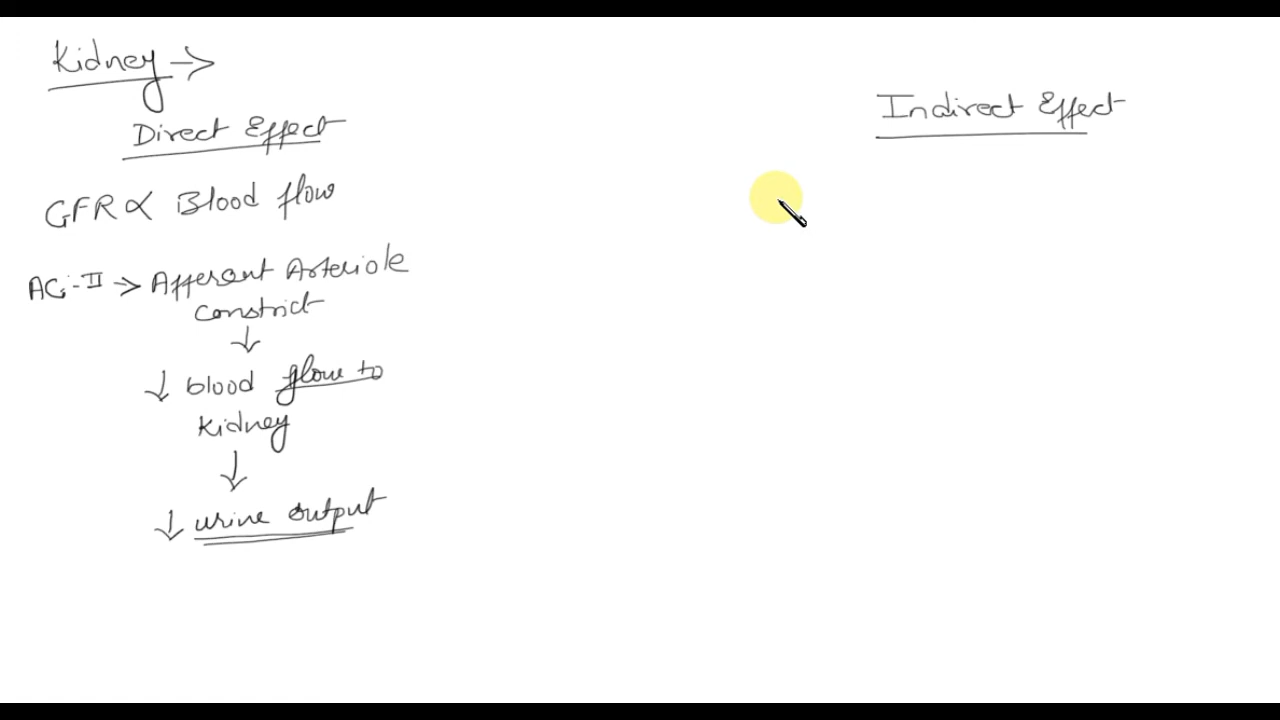 Kidney →
Direct Effect
GFR ∝ Blood flow
AG-II → Afferent Arteriole
Constrict
↓
↓ blood flow to
Kidney
↓
↓ urine output
Indirect Effect